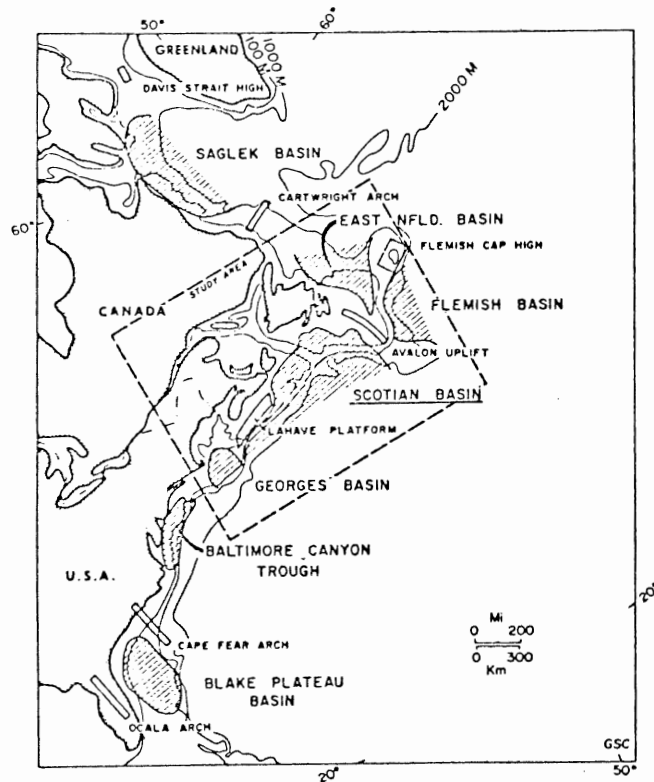 50°
60°
GREENLAND
1000 M
100 M
DAVIS STRAIT HIGH
2000 M
SAGLEK BASIN
CARTWRIGHT ARCH
60°
EAST NFLD. BASIN
FLEMISH CAP HIGH
STUDY AREA
CANADA
FLEMISH BASIN
AVALON UPLIFT
SCOTIAN BASIN
LAHAVE PLATFORM
GEORGES BASIN
BALTIMORE CANYON
TROUGH
U.S.A.
20°
Mi
0 200
0 300
Km
CAPE FEAR ARCH
BLAKE PLATEAU
BASIN
OCALA ARCH
GSC
20°
50°